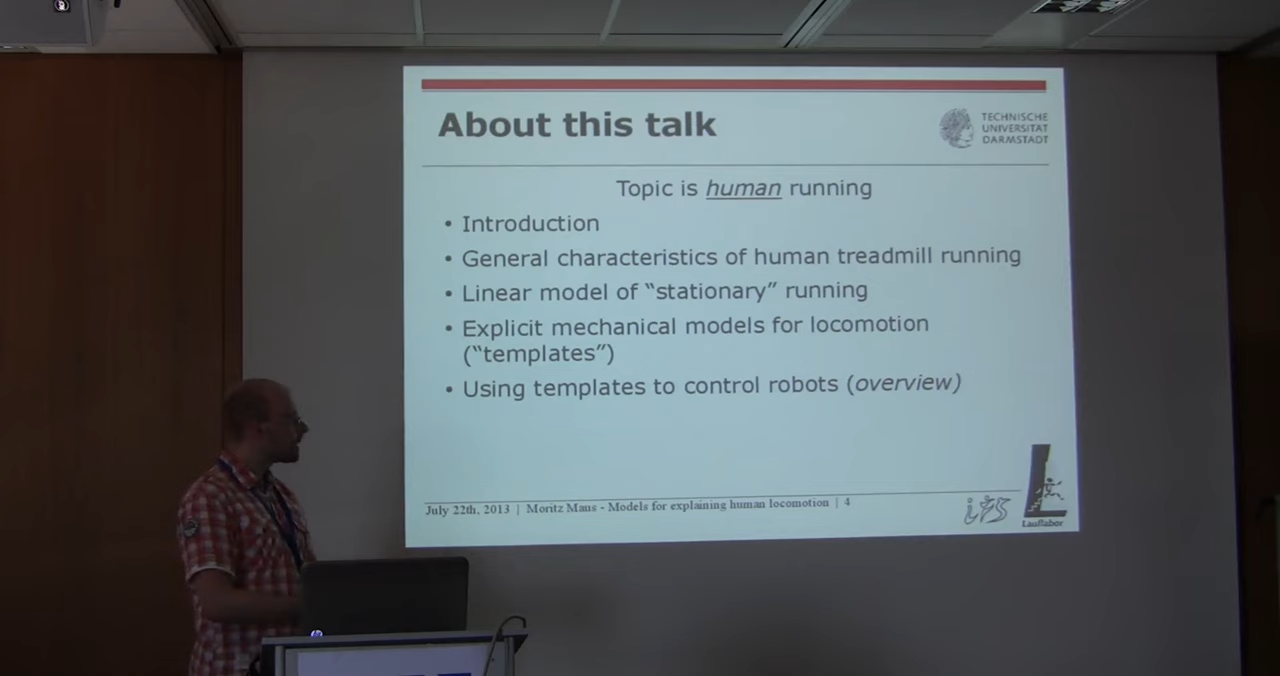 About this talk
TECHNISCHE
UNIVERSITÄT
DARMSTADT
Topic is human running
• Introduction
• General characteristics of human treadmill running
• Linear model of “stationary” running
• Explicit mechanical models for locomotion
(“templates”)
• Using templates to control robots (overview)
July 22th, 2013 | Moritz Maus - Models for explaining human locomotion | 4
Lauflabor
hp